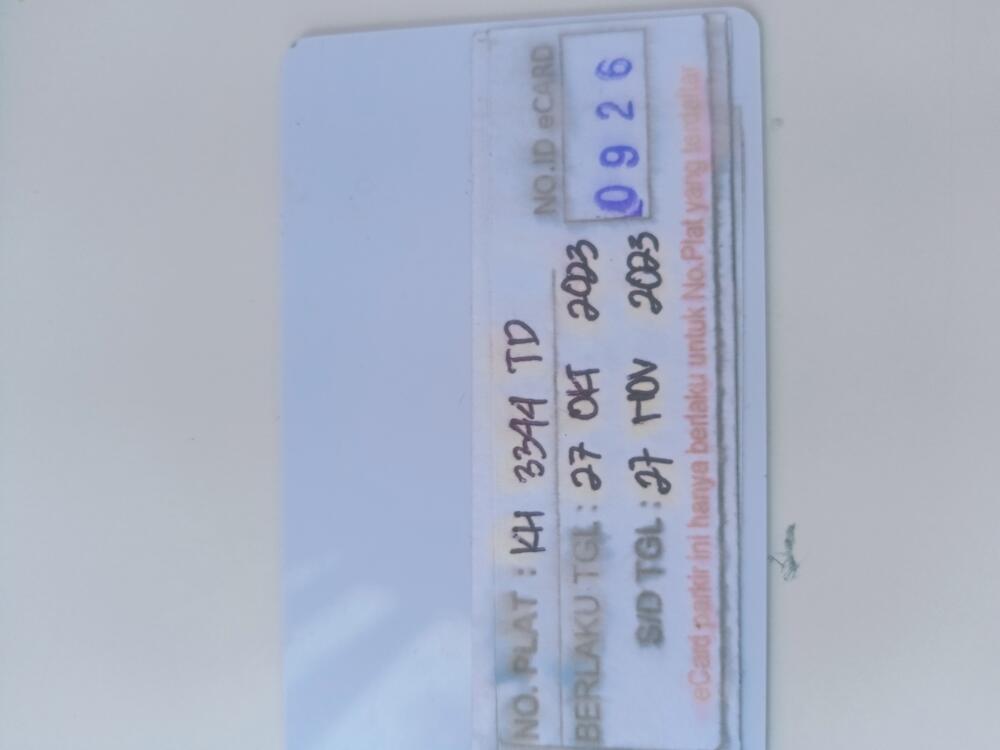 NO. PLAT : KH 3344 TD
NO.ID eCARD
BERLAKU TGL : 27 OKT 2023
0926
S/D TGL : 27 NOV 2023
eCard parkir ini hanya berlaku untuk No.Plat yang terdaftar